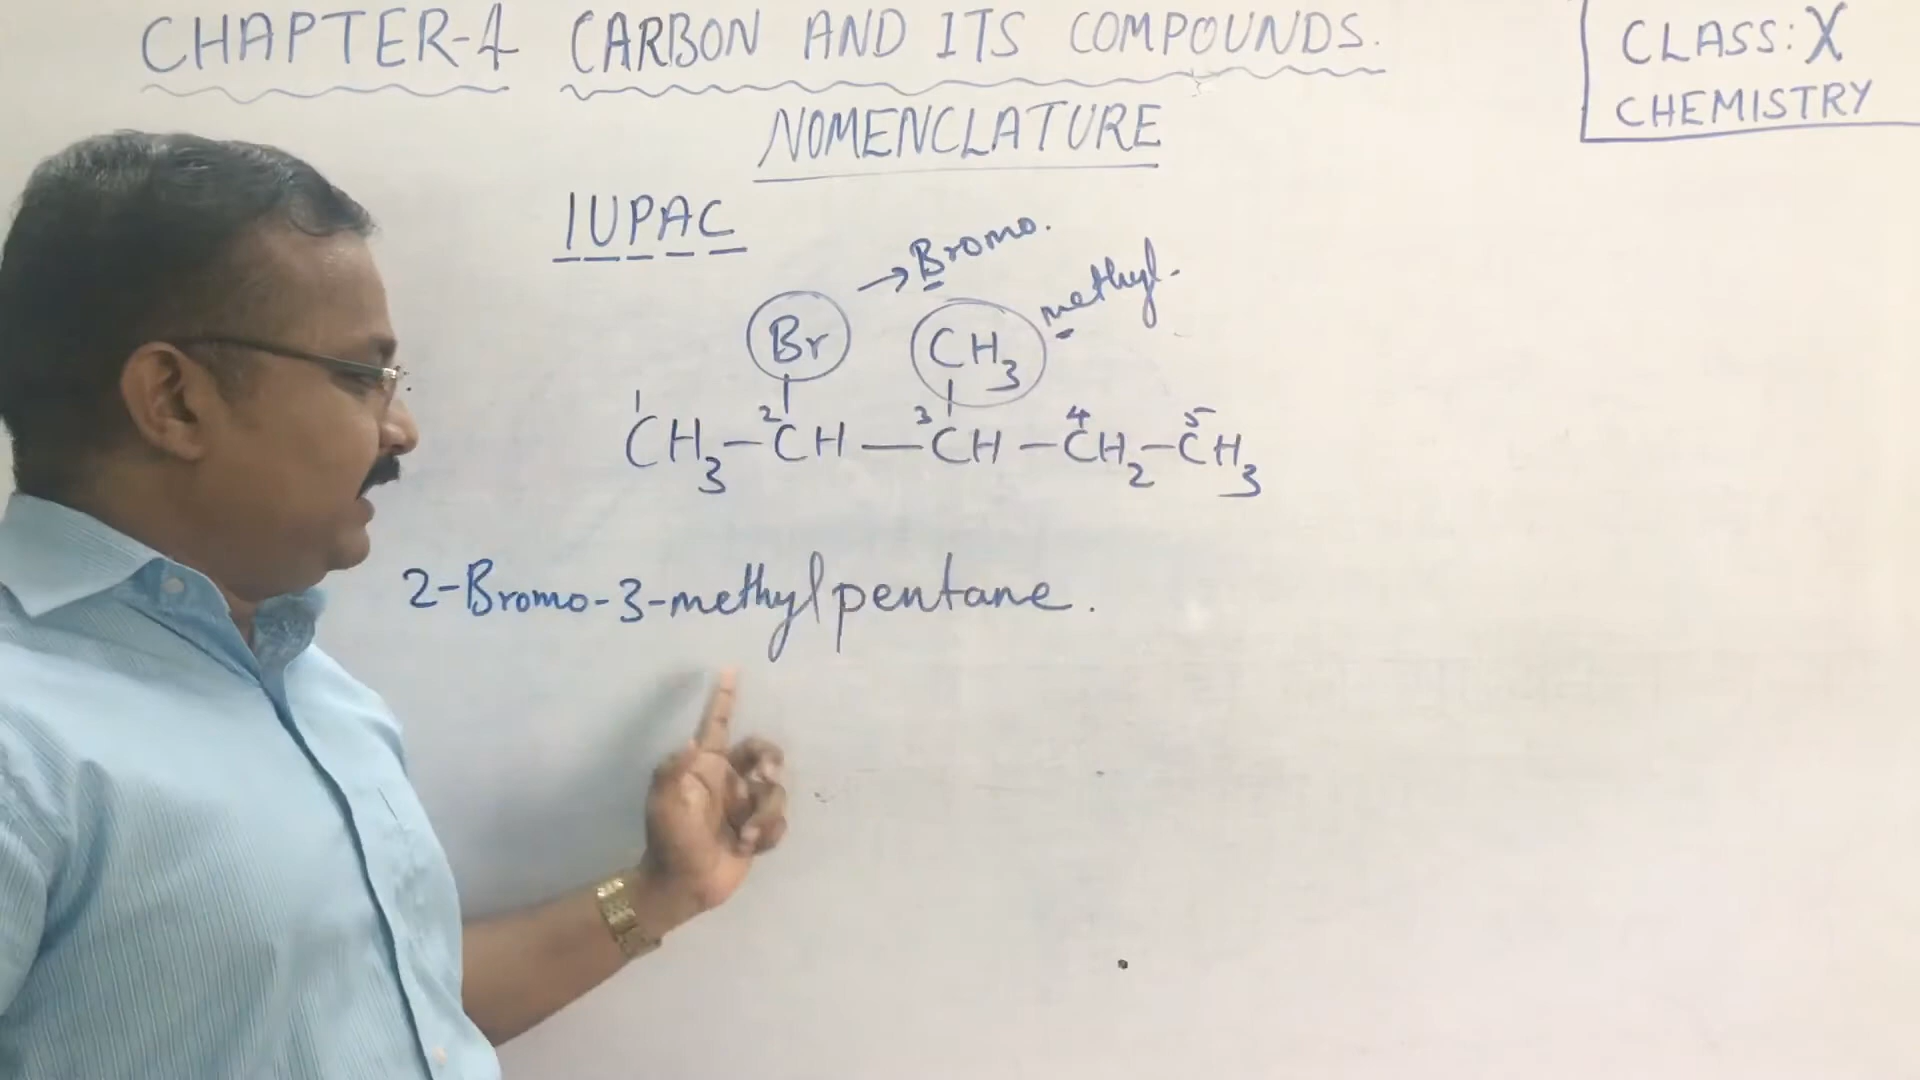 CHAPTER-4 CARBON AND ITS COMPOUNDS.
CLASS: X
CHEMISTRY
NOMENCLATURE
IUPAC
→ Bromo.
methyl.
Br CH3
1 2 3 4 5
CH3-CH-CH-CH2-CH3
2-Bromo-3-methylpentane.